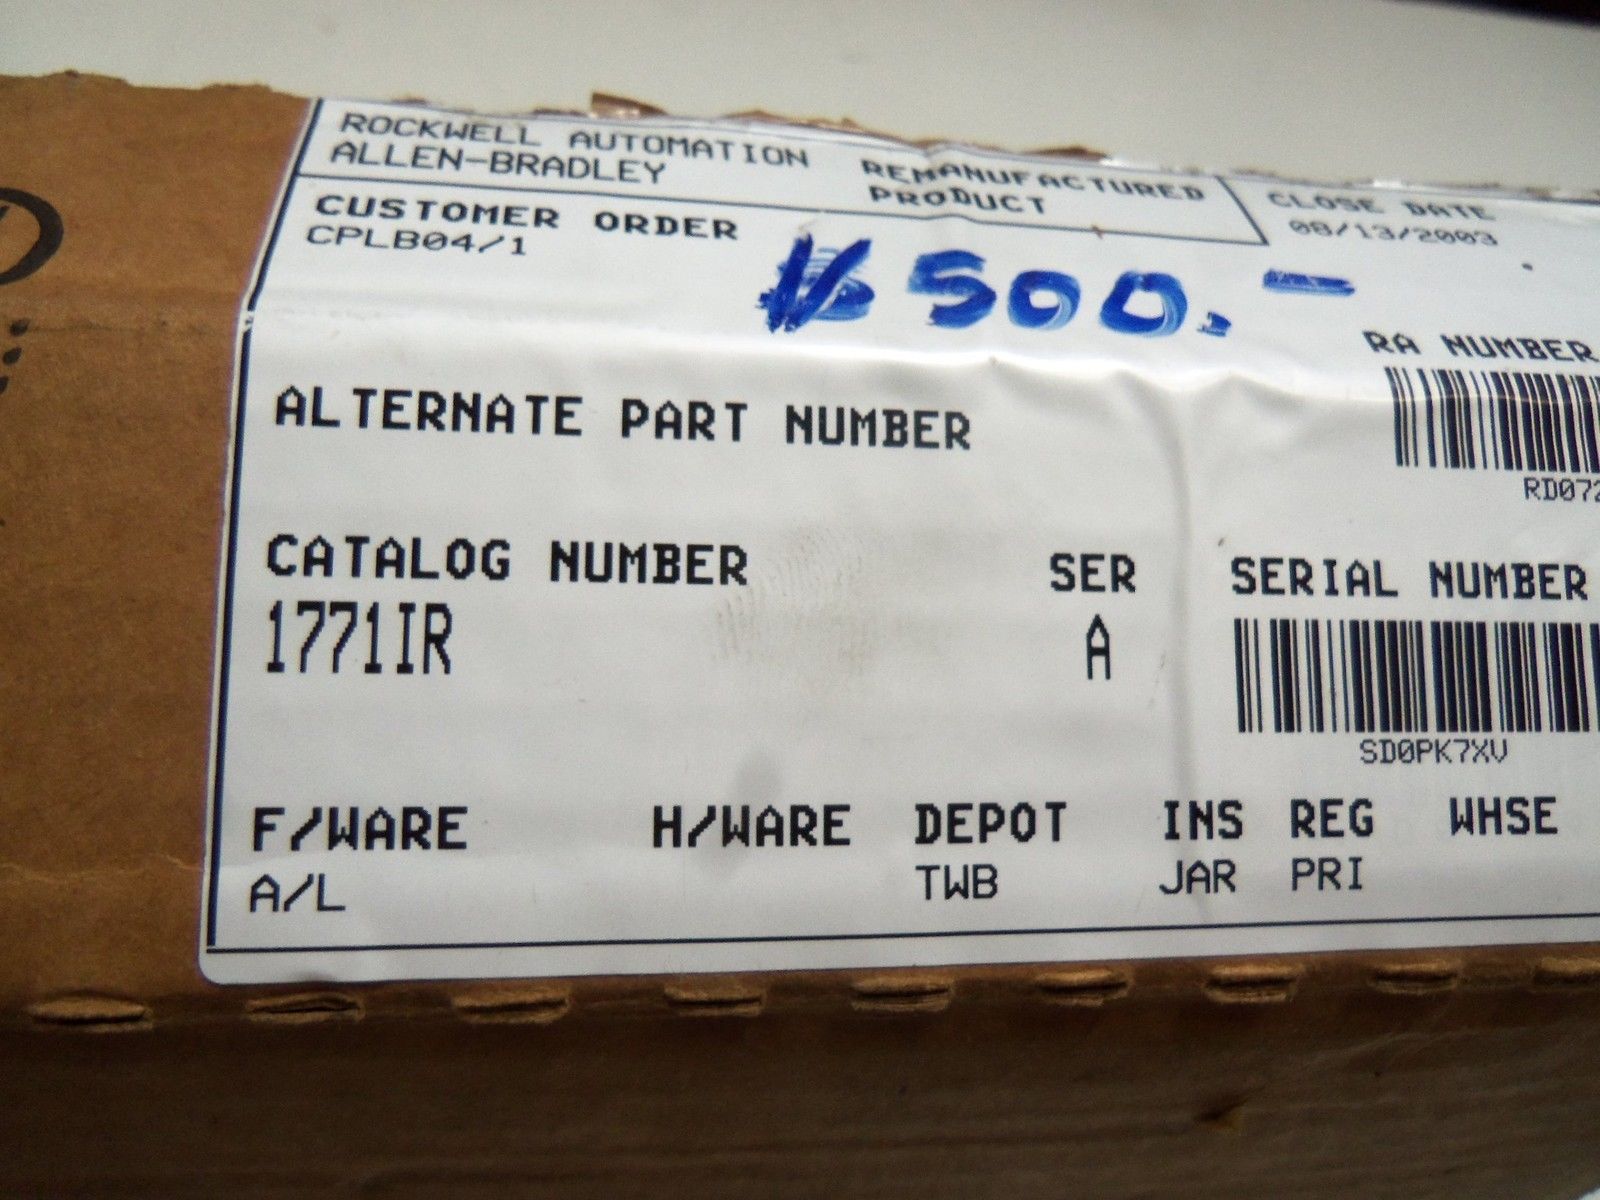 ROCKWELL AUTOMATION
ALLEN-BRADLEY
REMANUFACTURED
PRODUCT
CLOSE DATE
08/13/2003
CUSTOMER ORDER
CPLB04/1
500.-
RA NUMBER
RD072
ALTERNATE PART NUMBER
CATALOG NUMBER
1771IR
SER
A
SERIAL NUMBER
SD0PK7XV
F/WARE H/WARE DEPOT INS REG WHSE
A/L TWB JAR PRI